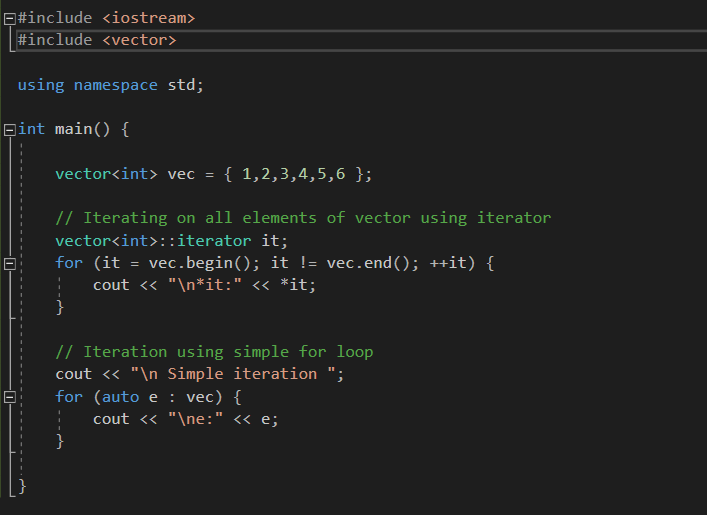 #include <iostream>
#include <vector>
using namespace std;
int main() {
vector<int> vec = { 1,2,3,4,5,6 };
// Iterating on all elements of vector using iterator
vector<int>::iterator it;
for (it = vec.begin(); it != vec.end(); ++it) {
cout << "\n*it:" << *it;
}
// Iteration using simple for loop
cout << "\n Simple iteration ";
for (auto e : vec) {
cout << "\ne:" << e;
}
}